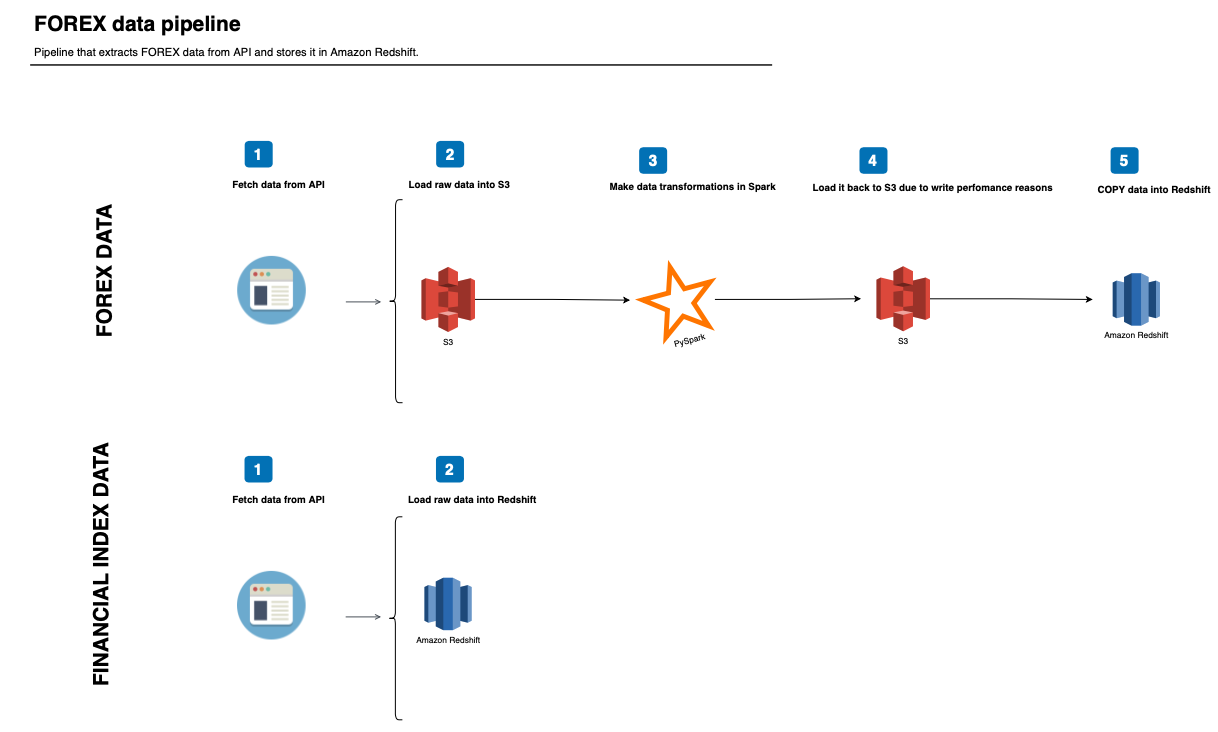 FOREX data pipeline
Pipeline that extracts FOREX data from API and stores it in Amazon Redshift.
FOREX DATA
1
2
3
4
5
Fetch data from API
Load raw data into S3
Make data transformations in Spark
Load it back to S3 due to write perfomance reasons
COPY data into Redshift
S3
PySpark
S3
Amazon Redshift
FINANCIAL INDEX DATA
1
2
Fetch data from API
Load raw data into Redshift
Amazon Redshift